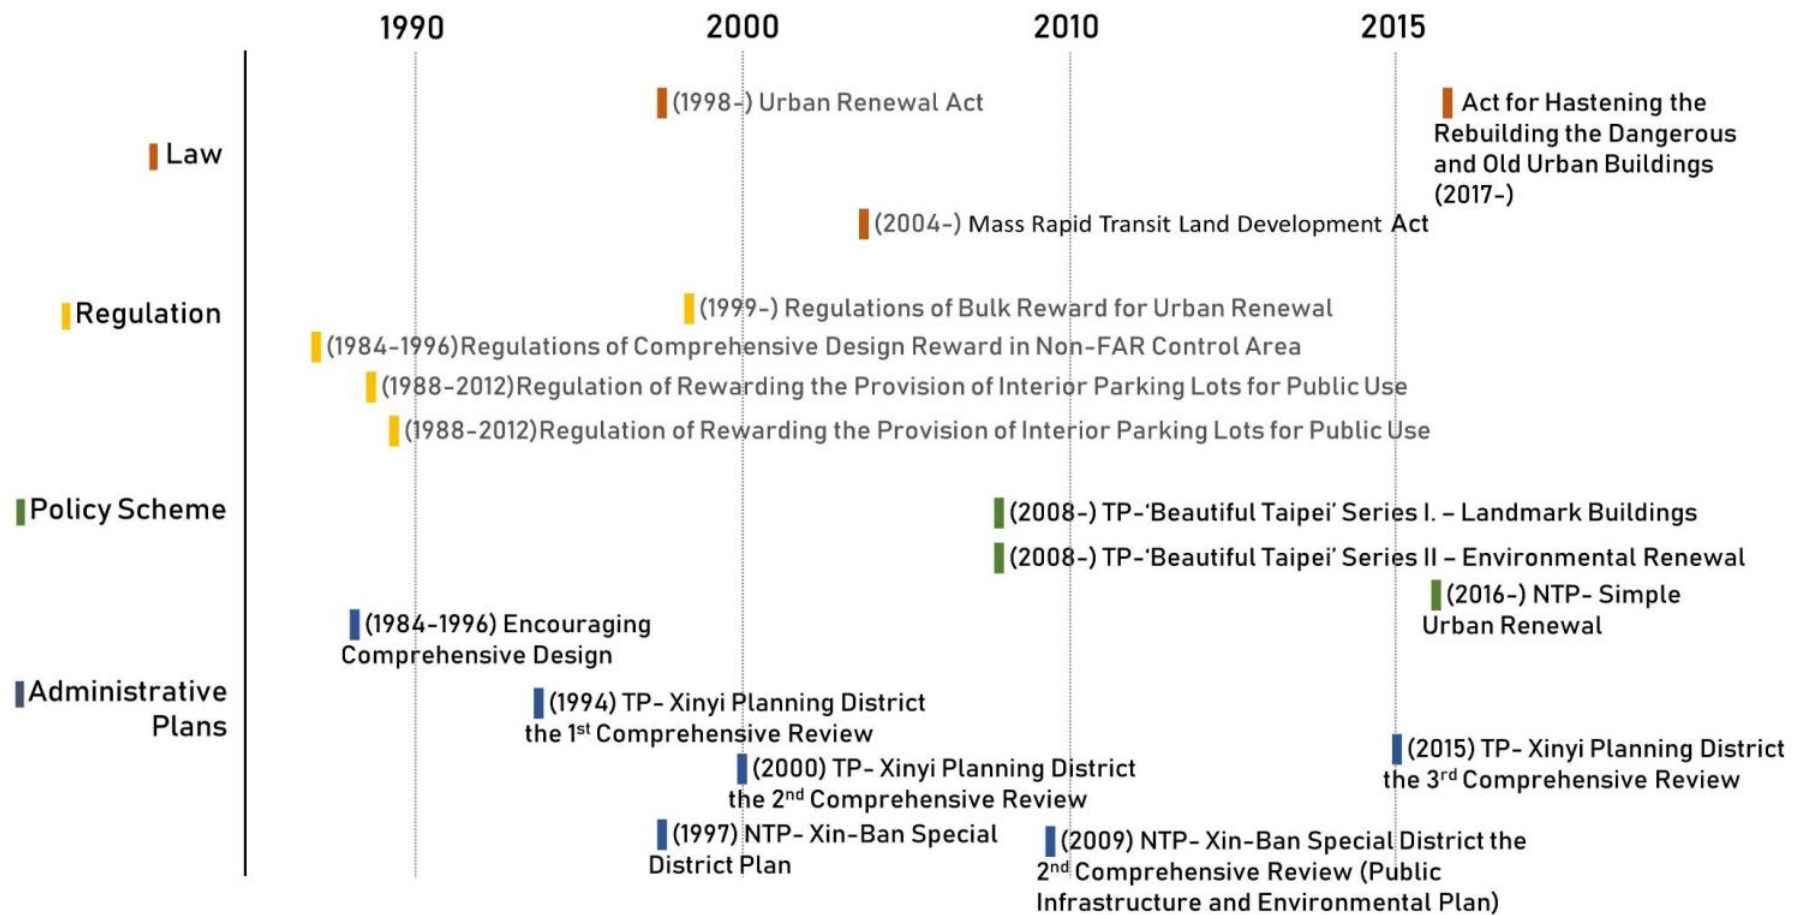 1990 2000 2010 2015
Law
(1998-) Urban Renewal Act
Act for Hastening the
Rebuilding the Dangerous
and Old Urban Buildings
(2017-)
(2004-) Mass Rapid Transit Land Development Act
Regulation
(1999-) Regulations of Bulk Reward for Urban Renewal
(1984-1996)Regulations of Comprehensive Design Reward in Non-FAR Control Area
(1988-2012)Regulation of Rewarding the Provision of Interior Parking Lots for Public Use
(1988-2012)Regulation of Rewarding the Provision of Interior Parking Lots for Public Use
Policy Scheme
(2008-) TP-‘Beautiful Taipei’ Series I. – Landmark Buildings
(2008-) TP-‘Beautiful Taipei’ Series II – Environmental Renewal
(2016-) NTP- Simple
Urban Renewal
Administrative
Plans
(1984-1996) Encouraging
Comprehensive Design
(1994) TP- Xinyi Planning District
the 1st Comprehensive Review
(2000) TP- Xinyi Planning District
the 2nd Comprehensive Review
(2015) TP- Xinyi Planning District
the 3rd Comprehensive Review
(1997) NTP- Xin-Ban Special
District Plan
(2009) NTP- Xin-Ban Special District the
2nd Comprehensive Review (Public
Infrastructure and Environmental Plan)